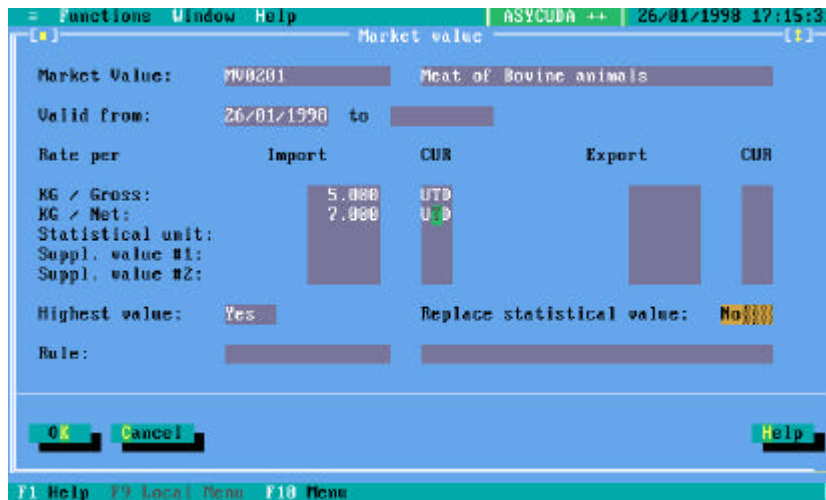 = Functions Window Help ASYCUDA ++ 26/01/1998 17:15:3
[■] Market value [↕]
Market Value: MV0201 Meat of Bovine animals
Valid from: 26/01/1998 to
Rate per Import CUR Export CUR
KG / Gross: 5.000 UTD
KG / Net: 7.000 UTD
Statistical unit:
Suppl. value #1:
Suppl. value #2:
Highest value: Yes Replace statistical value: No
Rule:
OK Cancel Help
F1 Help F9 Local Menu F10 Menu